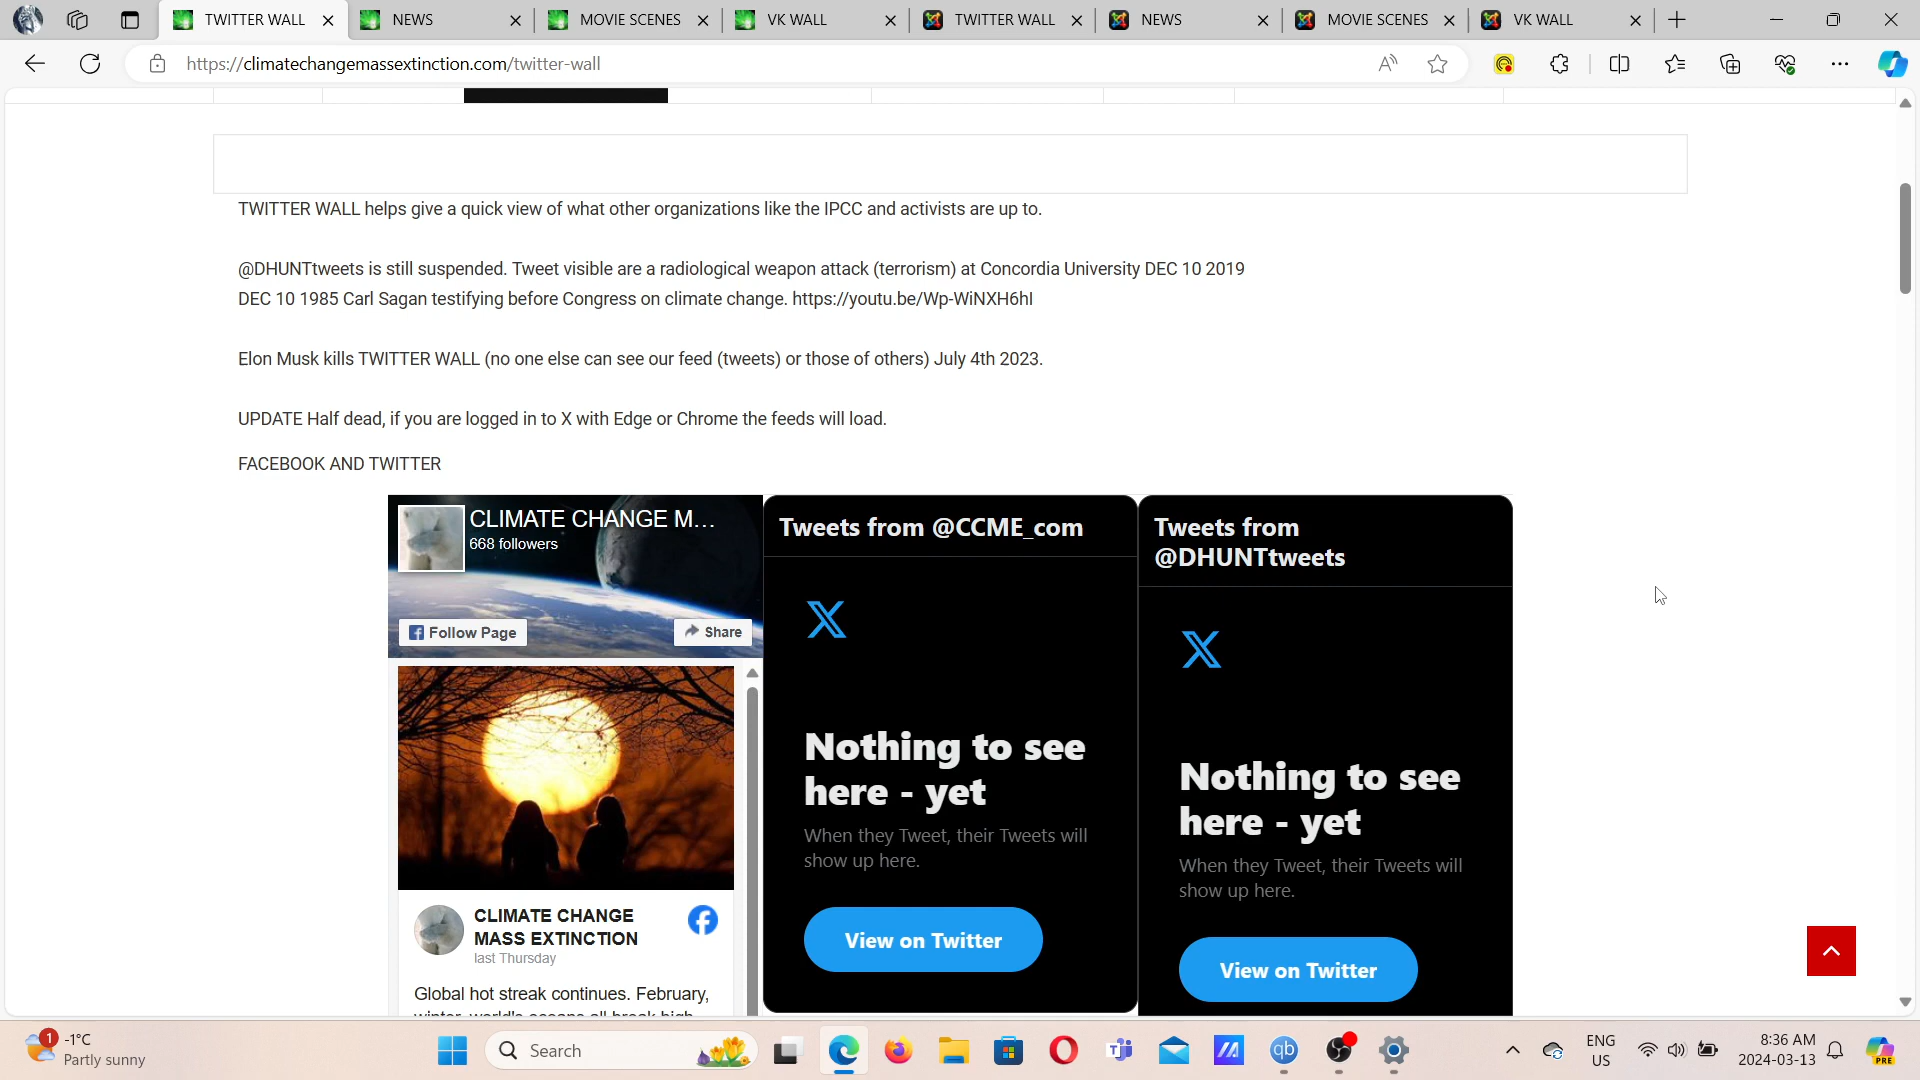 TWITTER WALL
NEWS
MOVIE SCENES
VK WALL
TWITTER WALL
NEWS
MOVIE SCENES
VK WALL
https://climatechangemassextinction.com/twitter-wall
TWITTER WALL helps give a quick view of what other organizations like the IPCC and activists are up to.
@DHUNTtweets is still suspended. Tweet visible are a radiological weapon attack (terrorism) at Concordia University DEC 10 2019
DEC 10 1985 Carl Sagan testifying before Congress on climate change. https://youtu.be/Wp-WiNXH6hI
Elon Musk kills TWITTER WALL (no one else can see our feed (tweets) or those of others) July 4th 2023.
UPDATE Half dead, if you are logged in to X with Edge or Chrome the feeds will load.
FACEBOOK AND TWITTER
CLIMATE CHANGE M...
668 followers
Follow Page
Share
CLIMATE CHANGE
MASS EXTINCTION
last Thursday
Global hot streak continues. February,
winter, world's oceans all break high
Tweets from @CCME_com
Nothing to see
here - yet
When they Tweet, their Tweets will
show up here.
View on Twitter
Tweets from
@DHUNTtweets
Nothing to see
here - yet
When they Tweet, their Tweets will
show up here.
View on Twitter
1
-1°C
Partly sunny
Search
qb
ENG
US
8:36 AM
2024-03-13
PRE